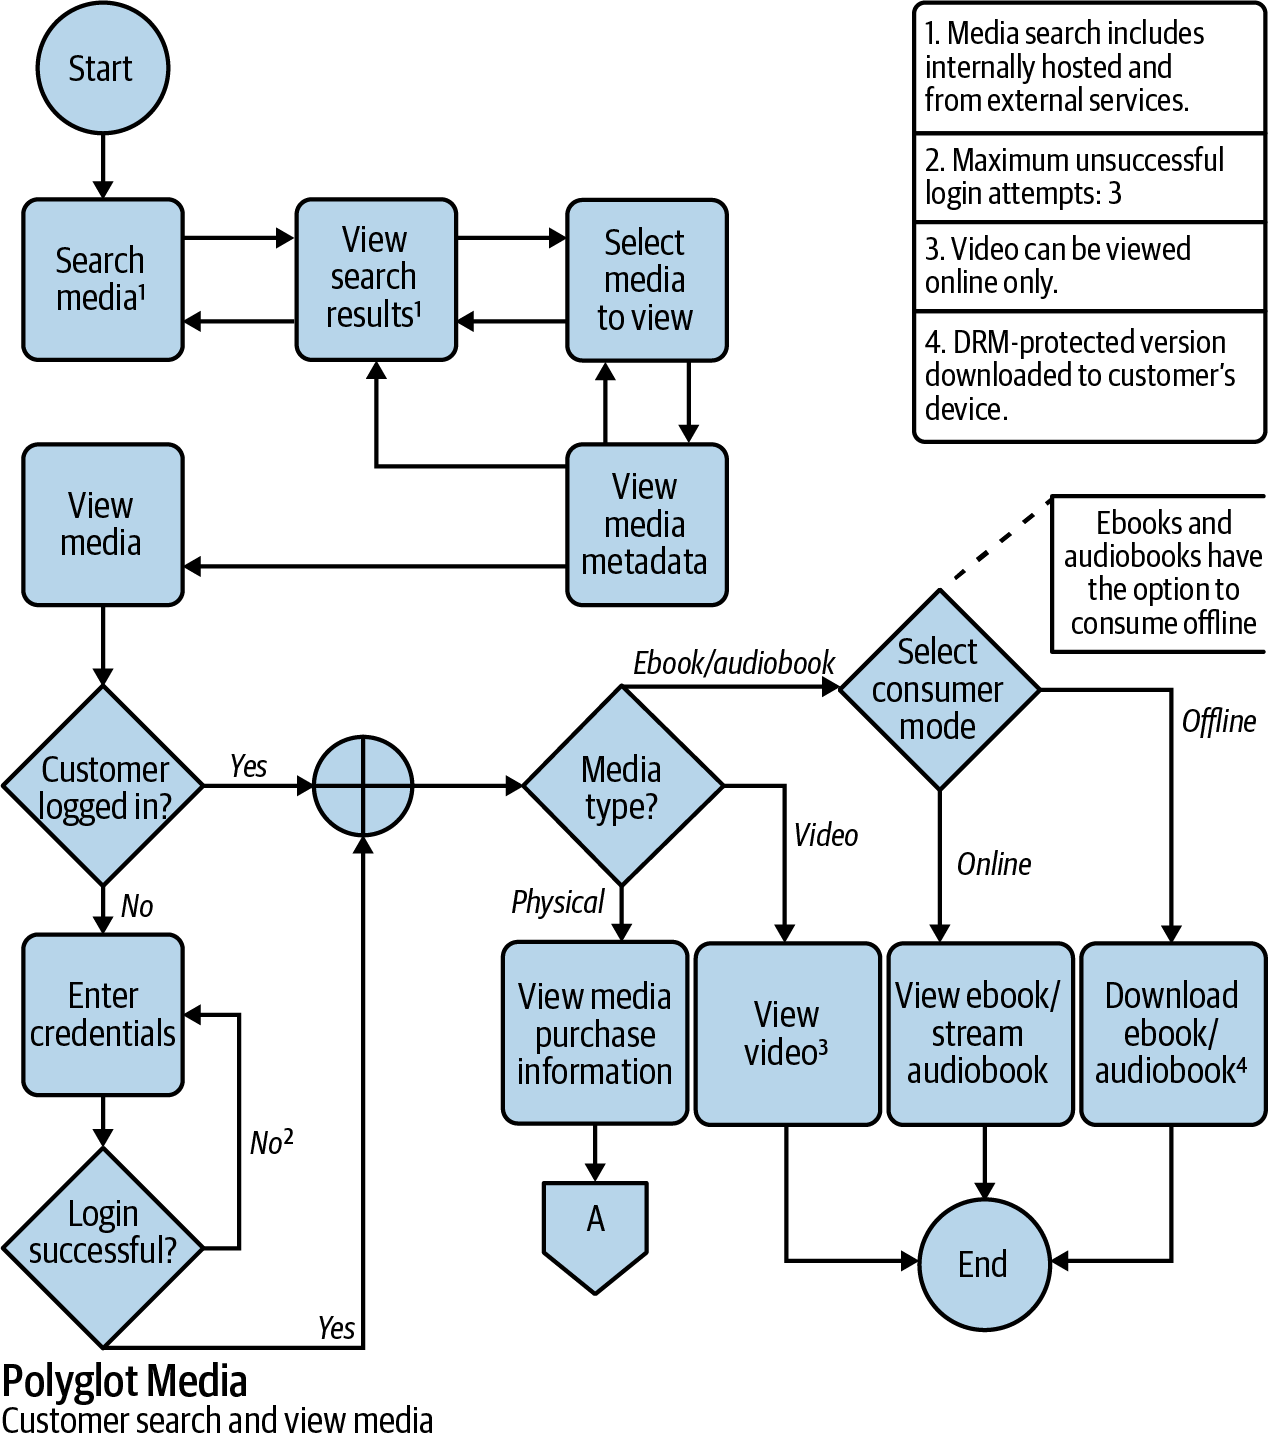 Start
1. Media search includes
internally hosted and
from external services.
2. Maximum unsuccessful
login attempts: 3
3. Video can be viewed
online only.
4. DRM-protected version
downloaded to customer's
device.
Search
media¹
View
search
results¹
Select
media
to view
View
media
View
media
metadata
Ebooks and
audiobooks have
the option to
consume offline
Ebook/audiobook
Select
consumer
mode
Offline
Customer
logged in?
Yes
Media
type?
Video
Online
No
Physical
Enter
credentials
No²
View media
purchase
information
View
video³
View ebook/
stream
audiobook
Download
ebook/
audiobook⁴
Login
successful?
Yes
A
End
Polyglot Media
Customer search and view media